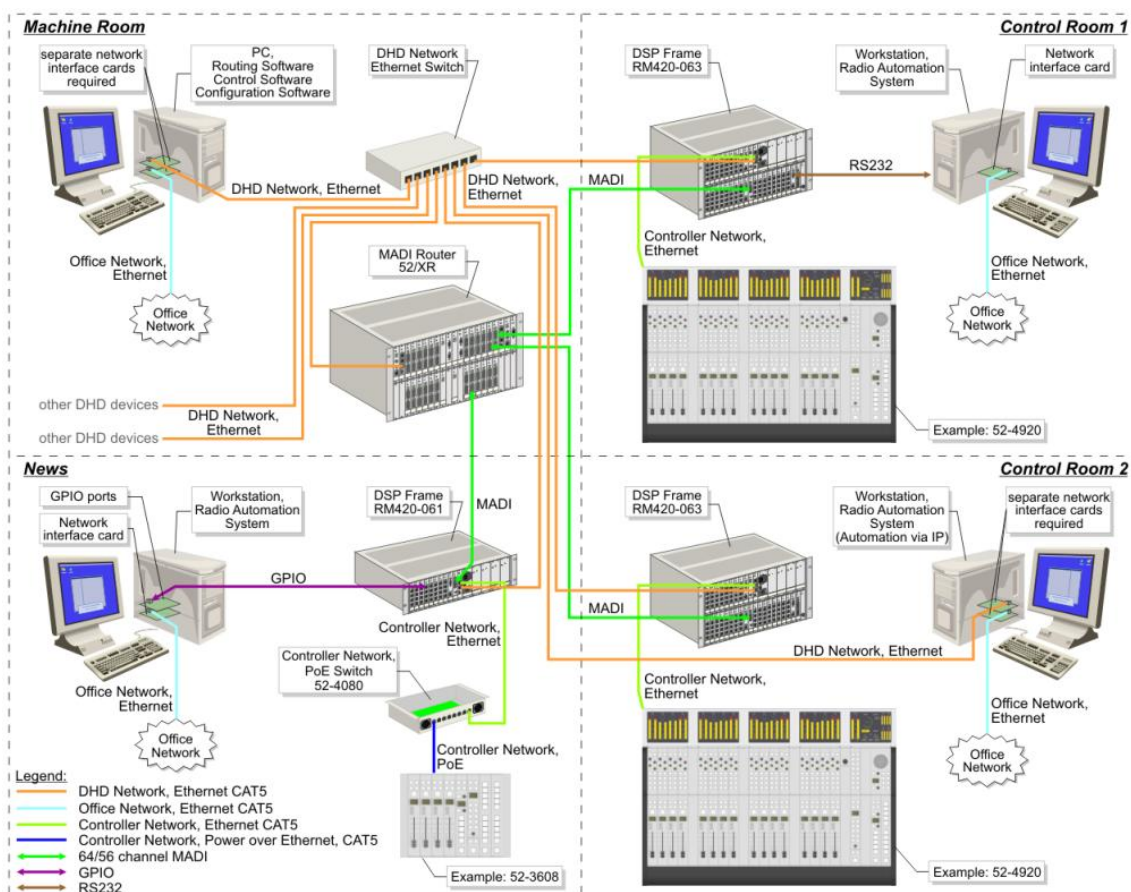 Machine Room
separate network
interface cards
required
PC,
Routing Software
Control Software
Configuration Software
DHD Network
Ethernet Switch
DHD Network, Ethernet
DHD Network,
Ethernet
Office Network,
Ethernet
Office
Network
MADI Router
52/XR
MADI
other DHD devices
DHD Network,
Ethernet
other DHD devices
Control Room 1
DSP Frame
RM420-063
Workstation,
Radio Automation
System
Network
interface card
RS232
Controller Network,
Ethernet
Office Network,
Ethernet
Office
Network
Example: 52-4920
News
GPIO ports
Network
interface card
Workstation,
Radio Automation
System
DSP Frame
RM420-061
MADI
GPIO
Controller Network,
Ethernet
Controller Network,
PoE Switch
52-4080
Office Network,
Ethernet
Office
Network
Controller Network,
PoE
Example: 52-3608
Legend:
DHD Network, Ethernet CAT5
Office Network, Ethernet CAT5
Controller Network, Ethernet CAT5
Controller Network, Power over Ethernet, CAT5
64/56 channel MADI
GPIO
RS232
Control Room 2
DSP Frame
RM420-063
Workstation,
Radio Automation
System
(Automation via IP)
separate network
interface cards
required
MADI
DHD Network, Ethernet
Controller Network,
Ethernet
Office Network,
Ethernet
Office
Network
Example: 52-4920